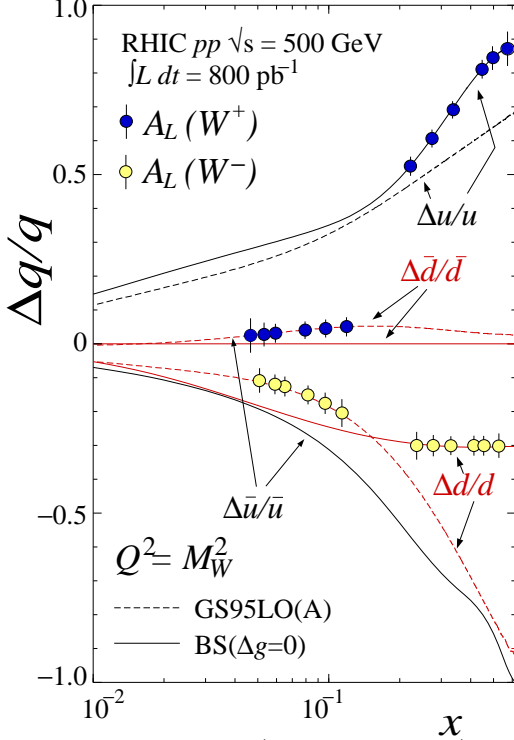 1.0
RHIC pp √s = 500 GeV
∫L dt = 800 pb⁻¹
A_L (W⁺)
A_L (W⁻)
0.5
Δu/u
Δq/q
Δd̄/d̄
0
Δū/ū
Δd/d
−0.5
Q² = M_W²
GS95LO(A)
BS(Δg=0)
−1.0
10⁻²
10⁻¹
x